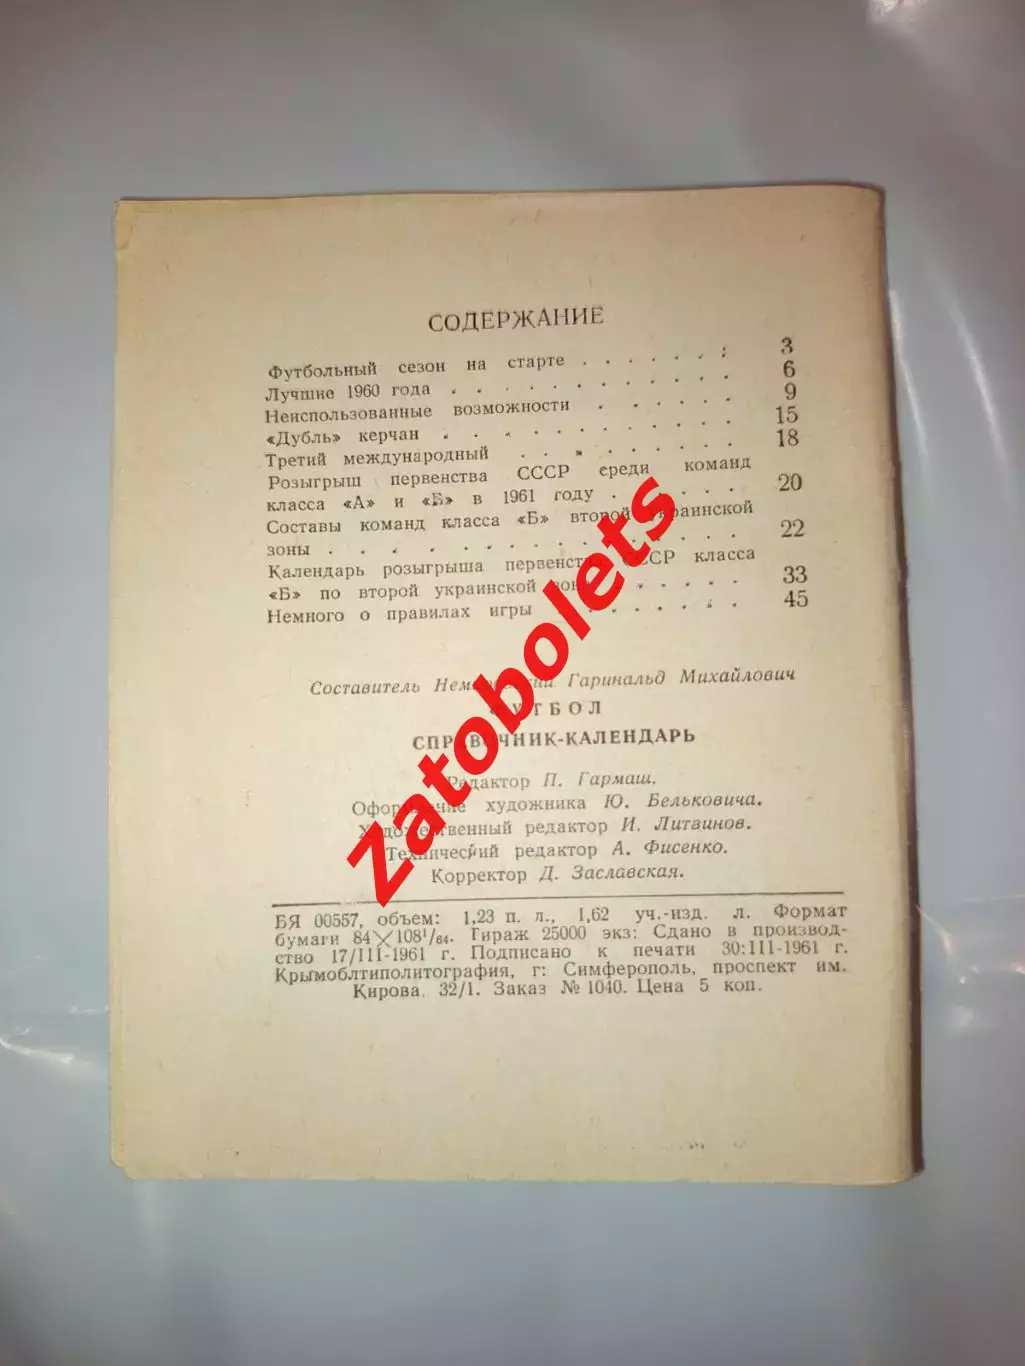 СОДЕРЖАНИЕ
Футбольный сезон на старте . . . . . . . 3
Лучшие 1960 года . . . . . . . . . . . 6
Неиспользованные возможности . . . . . . 9
«Дубль» керчан . . . . . . . . . . 15
Третий международный . . . . . . . . 18
Розыгрыш первенства СССР среди команд
класса «А» и «Б» в 1961 году . . . . . 20
Составы команд класса «Б» второй украинской
зоны . . . . . . . . . . . . . . 22
Календарь розыгрыша первенства СССР класса
«Б» по второй украинской зоне . . . . 33
Немного о правилах игры . . . . . . . 45
Составитель Гаринальд Михайлович
ФУТБОЛ
СПРАВОЧНИК-КАЛЕНДАРЬ
Редактор П. Гармаш.
Оформление художника Ю. Бельковича.
Художественный редактор И. Литвинов.
Технический редактор А. Фисенко.
Корректор Д. Заславская.
БЯ 00557, объем: 1,23 п. л., 1,62 уч.-изд. л. Формат
бумаги 84×108¹/₆₄. Тираж 25000 экз: Сдано в производ-
ство 17/III-1961 г. Подписано к печати 30:III-1961 г.
Крымоблтиполитография, г: Симферополь, проспект им.
Кирова, 32/1. Заказ № 1040. Цена 5 коп.
Zatobolets